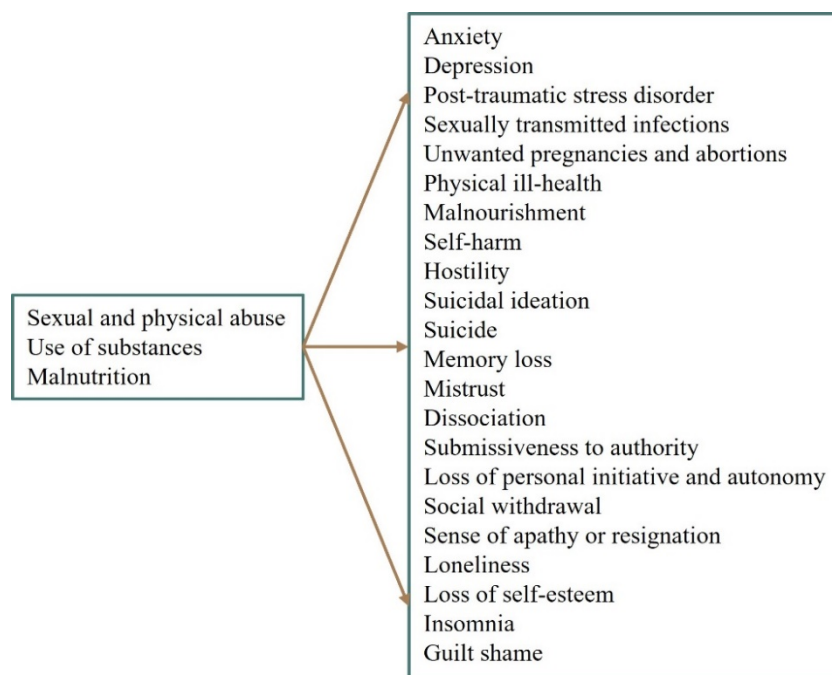 Sexual and physical abuse
Use of substances
Malnutrition
Anxiety
Depression
Post-traumatic stress disorder
Sexually transmitted infections
Unwanted pregnancies and abortions
Physical ill-health
Malnourishment
Self-harm
Hostility
Suicidal ideation
Suicide
Memory loss
Mistrust
Dissociation
Submissiveness to authority
Loss of personal initiative and autonomy
Social withdrawal
Sense of apathy or resignation
Loneliness
Loss of self-esteem
Insomnia
Guilt shame